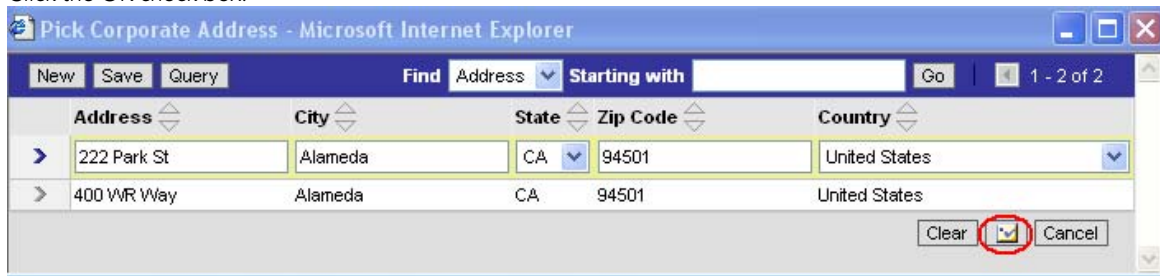 Click the OK check box.
Pick Corporate Address - Microsoft Internet Explorer
New Save Query Find Address Starting with Go 1 - 2 of 2
Address City State Zip Code Country
222 Park St Alameda CA 94501 United States
400 WR Way Alameda CA 94501 United States
Clear Cancel